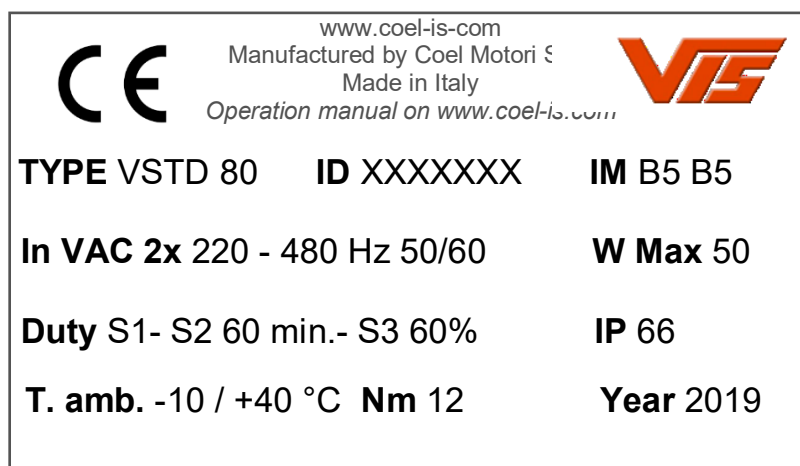 www.coel-is-com
Manufactured by Coel Motori S
Made in Italy
Operation manual on www.coel-is.com
CE
VIS
TYPE VSTD 80 ID XXXXXXX IM B5 B5
In VAC 2x 220 - 480 Hz 50/60 W Max 50
Duty S1- S2 60 min.- S3 60% IP 66
T. amb. -10 / +40 °C Nm 12 Year 2019